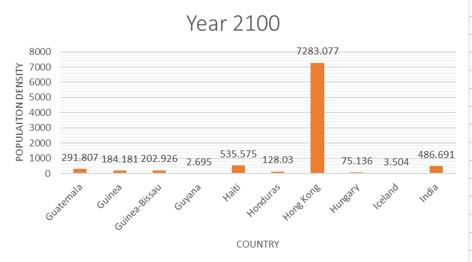 Year 2100
8000
7000
6000
5000
4000
3000
2000
1000
0
POPULAITON DENSITY
291.807
184.181
202.926
2.695
535.575
128.03
7283.077
75.136
3.504
486.691
Guatemala
Guinea
Guinea-Bissau
Guyana
Haiti
Honduras
Hong Kong
Hungary
Iceland
India
COUNTRY